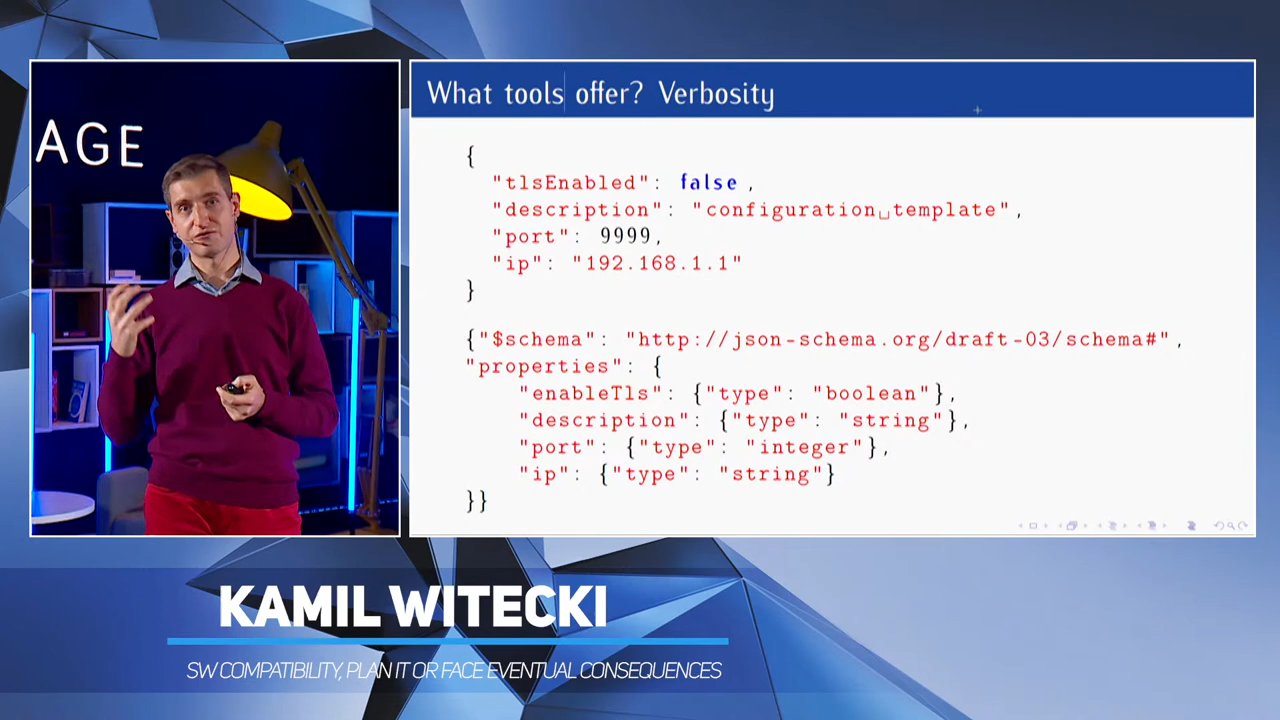 AGE
What tools offer? Verbosity
{
"tlsEnabled": false,
"description": "configuration␣template",
"port": 9999,
"ip": "192.168.1.1"
}
{"$schema": "http://json-schema.org/draft-03/schema#",
"properties": {
"enableTls": {"type": "boolean"},
"description": {"type": "string"},
"port": {"type": "integer"},
"ip": {"type": "string"}
}}
KAMIL WITECKI
SW COMPATIBILITY, PLAN IT OR FACE EVENTUAL CONSEQUENCES